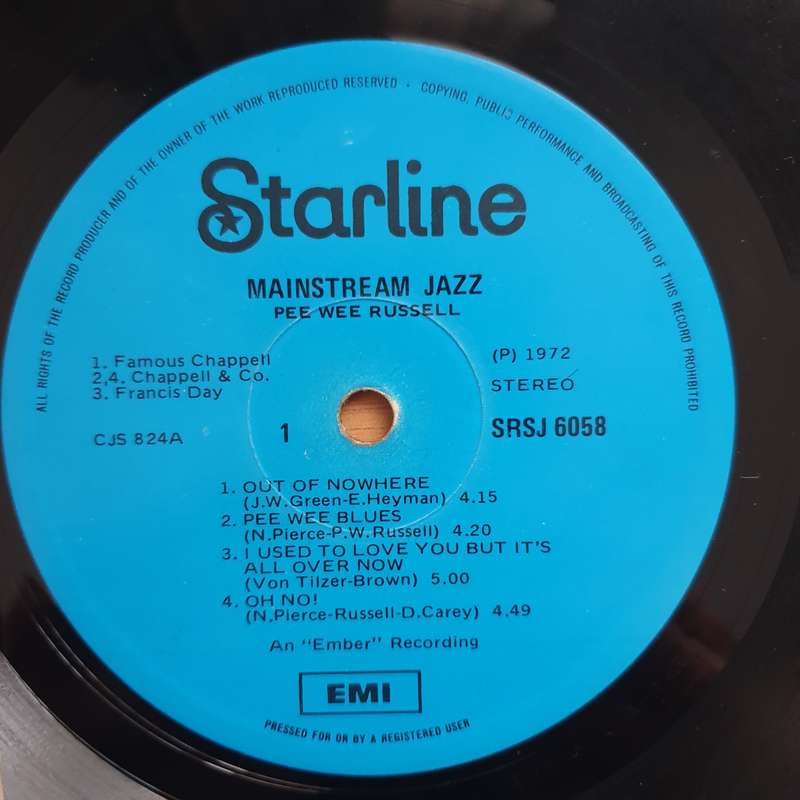 ALL RIGHTS OF THE RECORD PRODUCER AND OF THE OWNER OF THE WORK REPRODUCED RESERVED · COPYING, PUBLIC PERFORMANCE AND BROADCASTING OF THIS RECORD PROHIBITED
Starline
MAINSTREAM JAZZ
PEE WEE RUSSELL
1. Famous Chappell
2,4. Chappell & Co.
3. Francis Day
(P) 1972
STEREO
CJS 824A
1
SRSJ 6058
1. OUT OF NOWHERE
(J.W.Green-E.Heyman) 4.15
2. PEE WEE BLUES
(N.Pierce-P.W.Russell) 4.20
3. I USED TO LOVE YOU BUT IT'S
ALL OVER NOW
(Von Tilzer-Brown) 5.00
4. OH NO!
(N.Pierce-Russell-D.Carey) 4.49
An "Ember" Recording
EMI
PRESSED FOR OR BY A REGISTERED USER